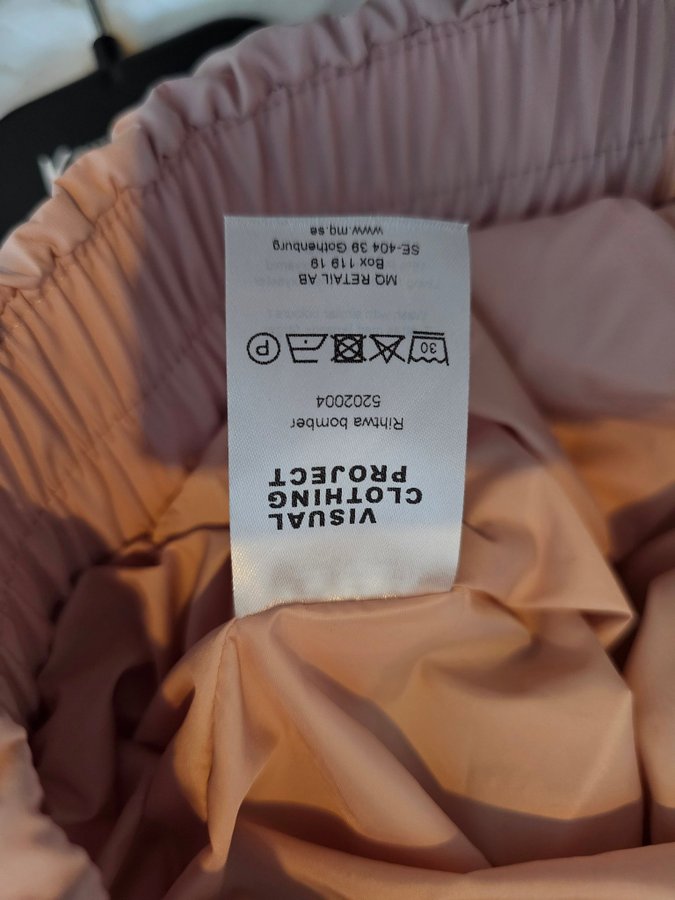 VISUAL
CLOTHING
PROJECT
Rihtwa bomber
5202004
30
P
MQ RETAIL AB
Box 119 19
SE-404 39 Gothenburg
www.mq.se